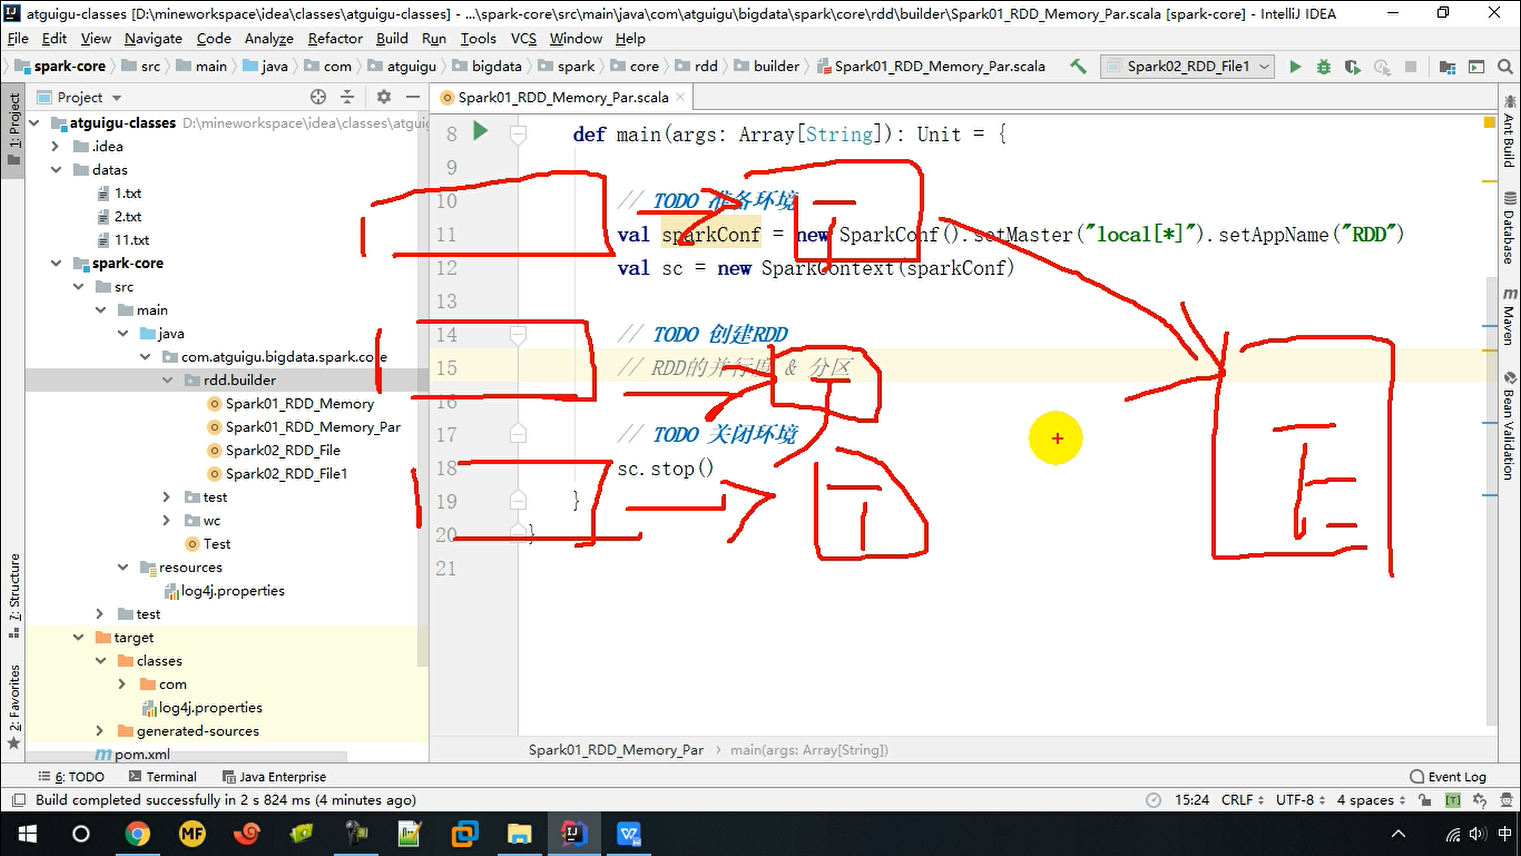 atguigu-classes [D:\mineworkspace\idea\classes\atguigu-classes] - ...\spark-core\src\main\java\com\atguigu\bigdata\spark\core\rdd\builder\Spark01_RDD_Memory_Par.scala [spark-core] - IntelliJ IDEA
File Edit View Navigate Code Analyze Refactor Build Run Tools VCS Window Help
spark-core src main java com atguigu bigdata spark core rdd builder Spark01_RDD_Memory_Par.scala Spark02_RDD_File1
Project
Spark01_RDD_Memory_Par.scala
1: Project
7: Structure
2: Favorites
atguigu-classes D:\mineworkspace\idea\classes\atguigu
.idea
datas
1.txt
2.txt
11.txt
spark-core
src
main
java
com.atguigu.bigdata.spark.core
rdd.builder
Spark01_RDD_Memory
Spark01_RDD_Memory_Par
Spark02_RDD_File
Spark02_RDD_File1
test
wc
Test
resources
log4j.properties
test
target
classes
com
log4j.properties
generated-sources
pom.xml
8 def main(args: Array[String]): Unit = {
9
10 // TODO 准备环境
11 val sparkConf = new SparkConf().setMaster("local[*]").setAppName("RDD")
12 val sc = new SparkContext(sparkConf)
13
14 // TODO 创建RDD
15 // RDD的并行度 & 分区
16
17 // TODO 关闭环境
18 sc.stop()
19 }
20 }
21
Spark01_RDD_Memory_Par main(args: Array[String])
Ant Build
Database
Maven
Bean Validation
6: TODO Terminal Java Enterprise Event Log
Build completed successfully in 2 s 824 ms (4 minutes ago) 15:24 CRLF UTF-8 4 spaces
MF
中